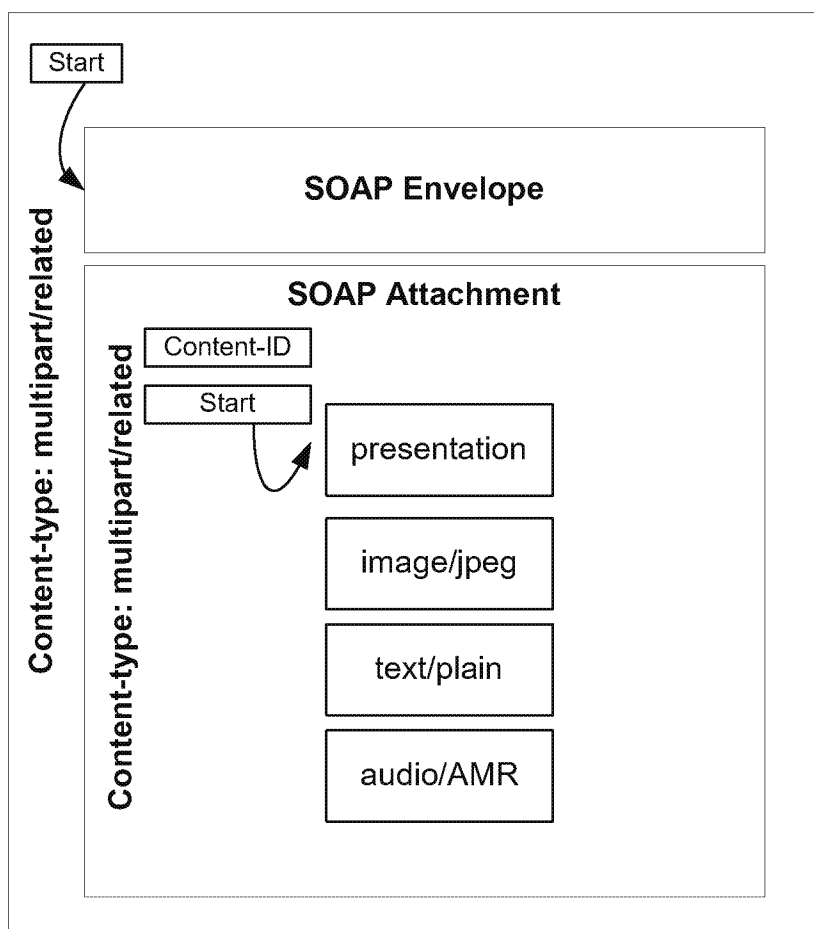 Start
SOAP Envelope
Content-type: multipart/related
SOAP Attachment
Content-type: multipart/related
Content-ID
Start
presentation
image/jpeg
text/plain
audio/AMR